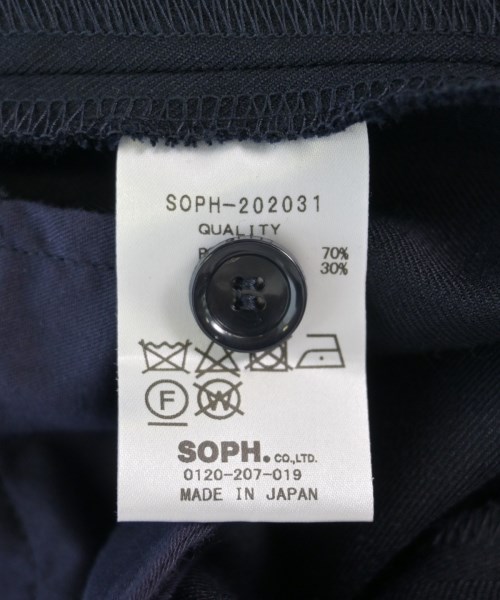 SOPH-202031
QUALITY
70%
30%
F W
SOPH. CO.,LTD.
0120-207-019
MADE IN JAPAN